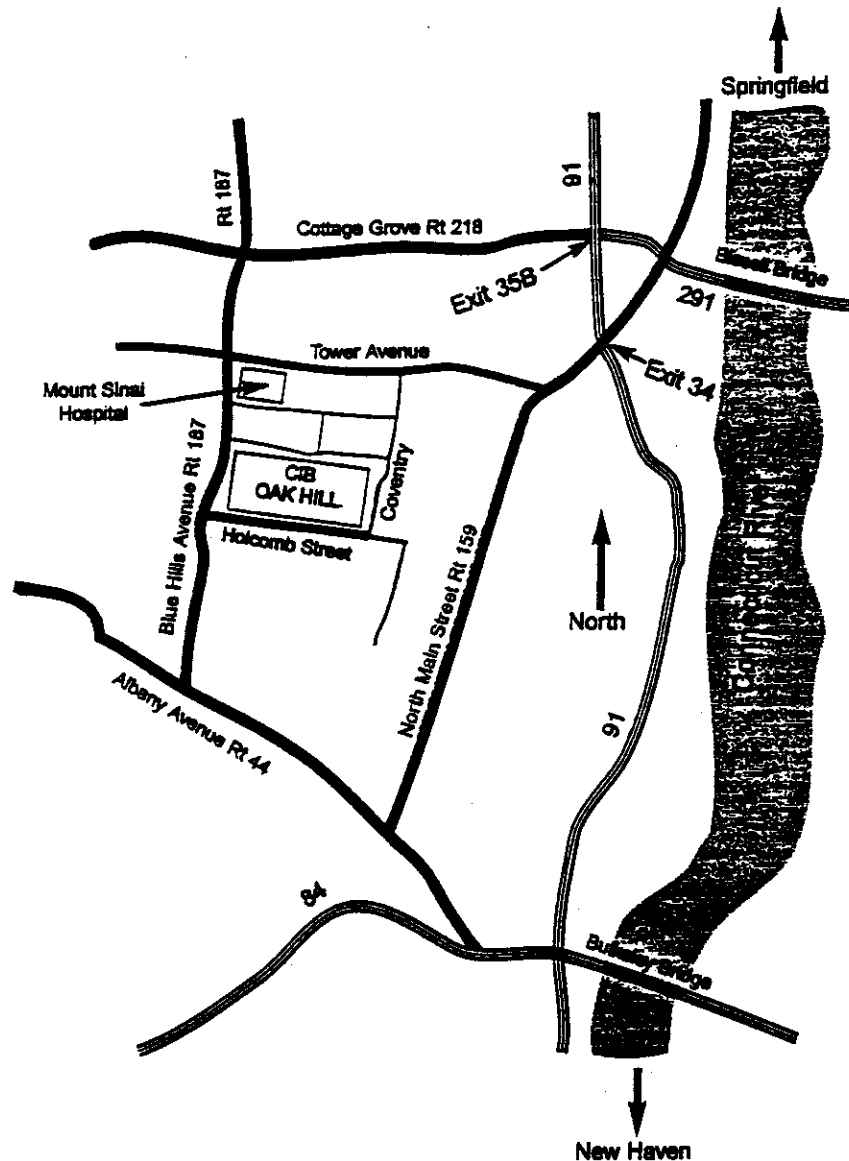 Springfield
Rt 187
91
Cottage Grove Rt 218
Exit 35B
Bissell Bridge
291
Tower Avenue
Exit 34
Mount Sinai
Hospital
Blue Hills Avenue Rt 187
CIB
OAK HILL
Coventry
Holcomb Street
North Main Street Rt 159
North
Connecticut River
Albany Avenue Rt 44
91
84
Bulkeley Bridge
New Haven